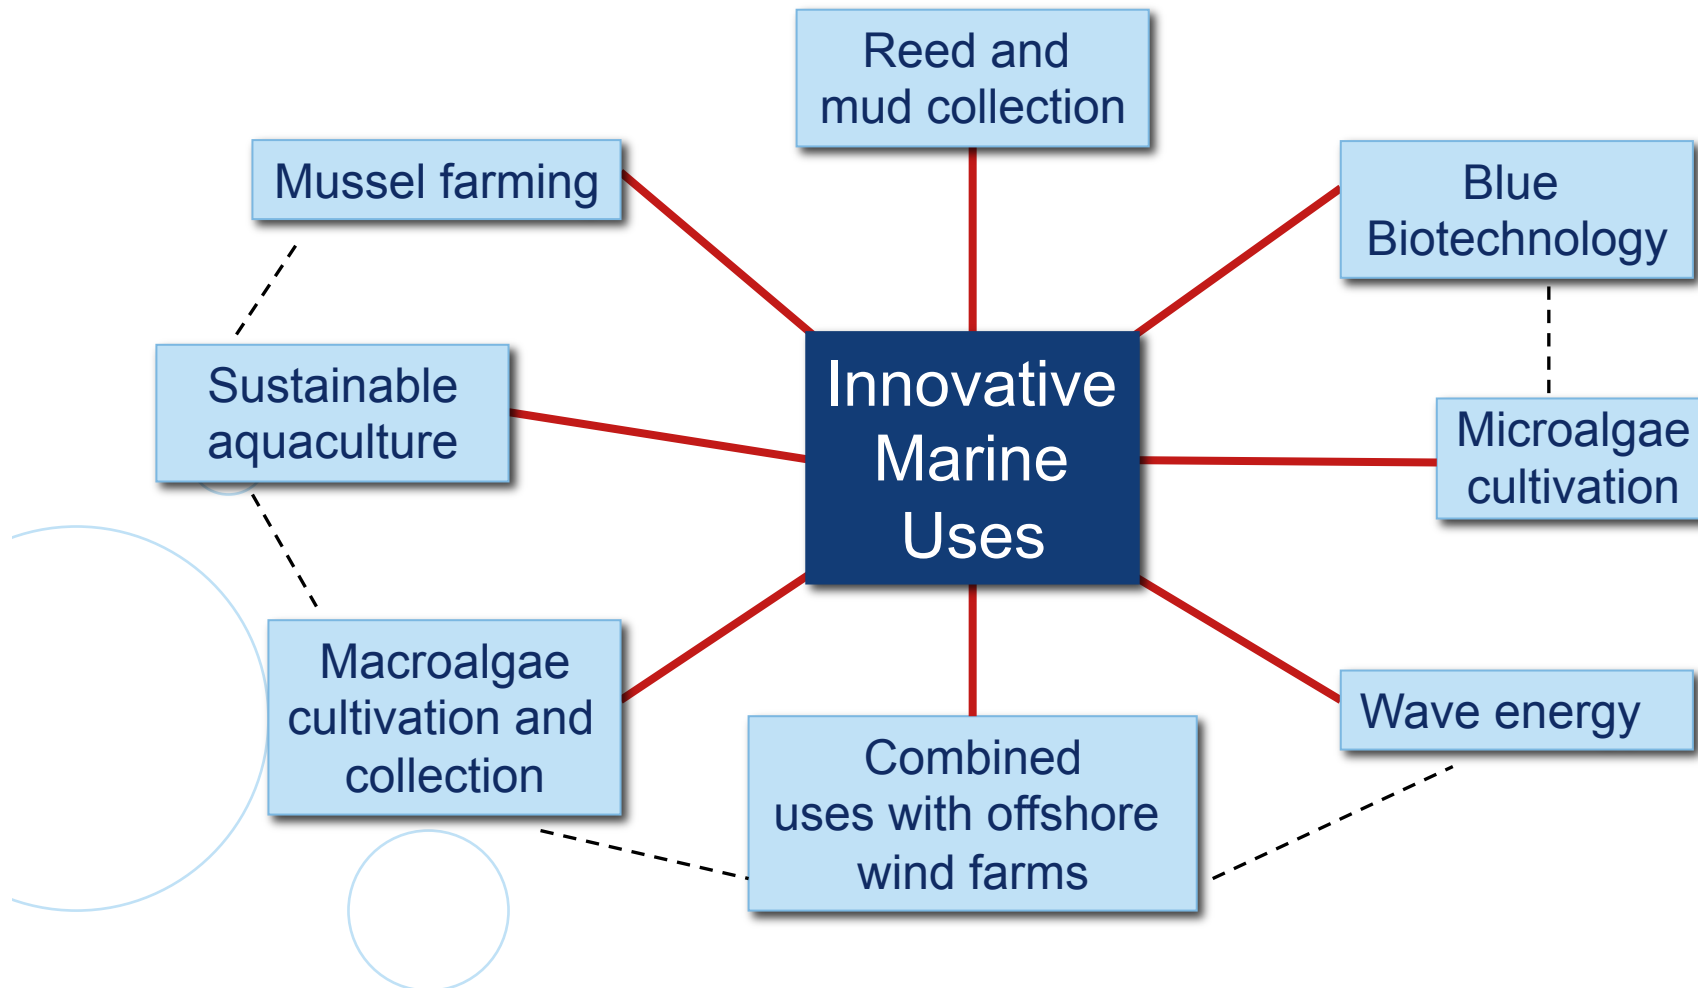 Reed and
mud collection
Mussel farming
Blue
Biotechnology
Sustainable
aquaculture
Innovative
Marine
Uses
Microalgae
cultivation
Macroalgae
cultivation and
collection
Combined
uses with offshore
wind farms
Wave energy